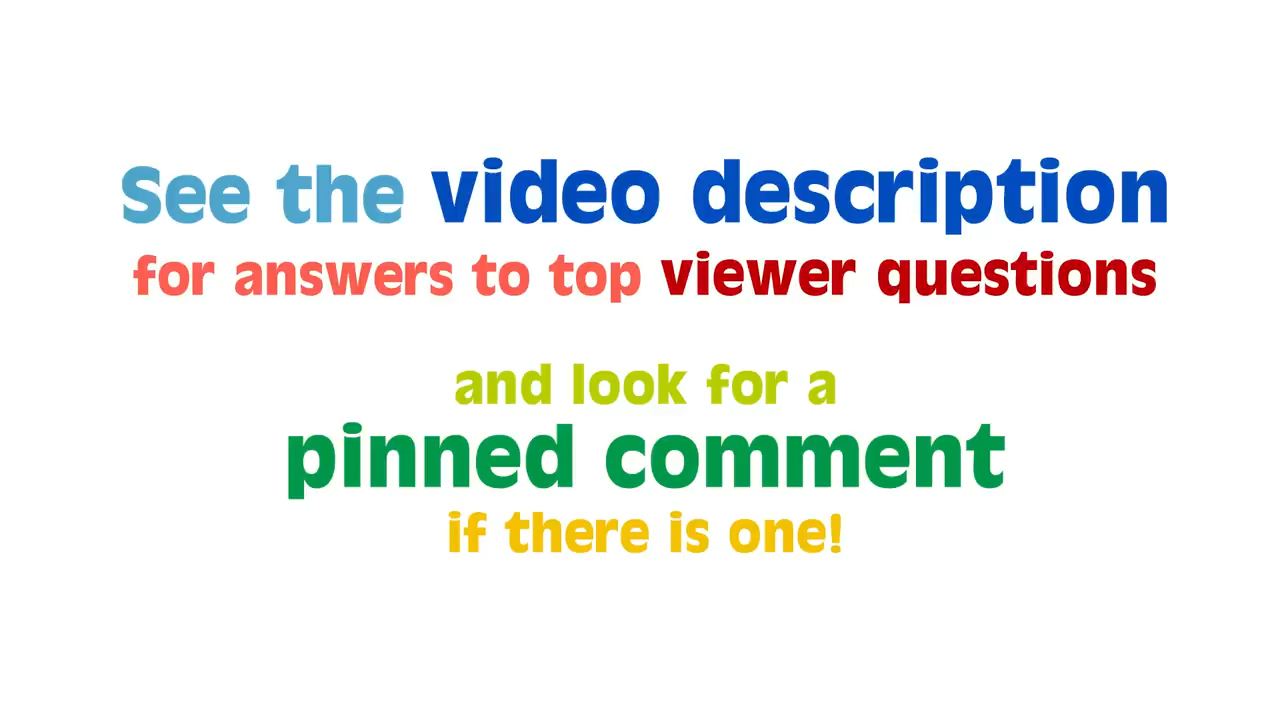 See the video description
for answers to top viewer questions
and look for a
pinned comment
if there is one!